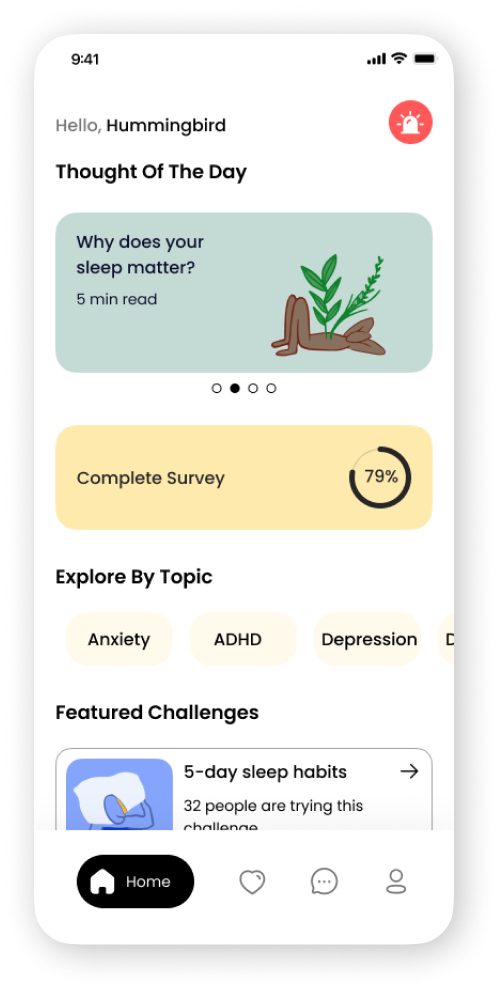 9:41
Hello, Hummingbird
Thought Of The Day
Why does your
sleep matter?
5 min read
Complete Survey
79%
Explore By Topic
Anxiety
ADHD
Depression
D
Featured Challenges
5-day sleep habits
32 people are trying this
challenge
Home